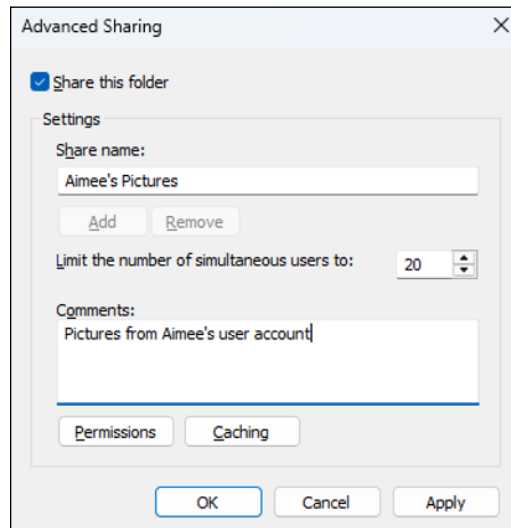 Advanced Sharing
Share this folder
Settings
Share name:
Aimee's Pictures
Add Remove
Limit the number of simultaneous users to: 20
Comments:
Pictures from Aimee's user account
Permissions Caching
OK Cancel Apply